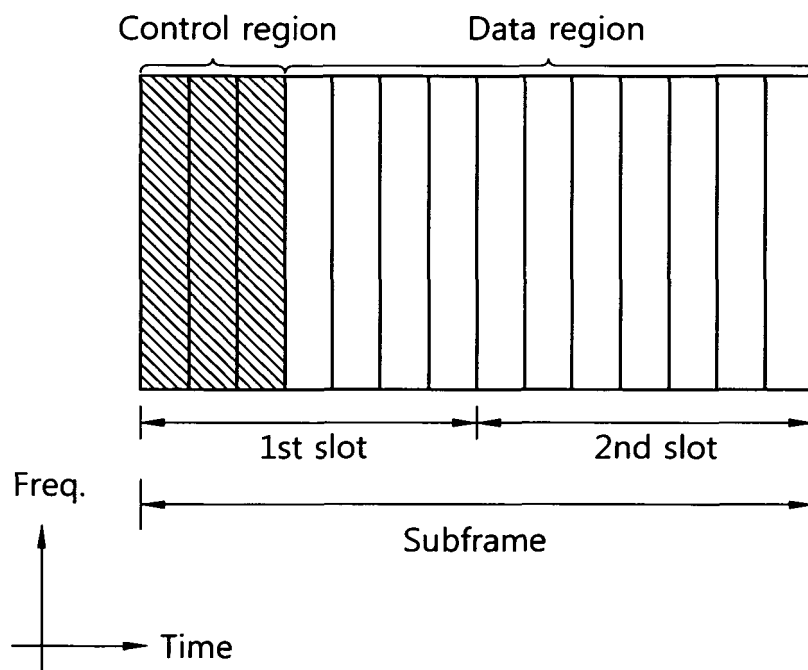 Control region
Data region
1st slot
2nd slot
Freq.
Subframe
Time